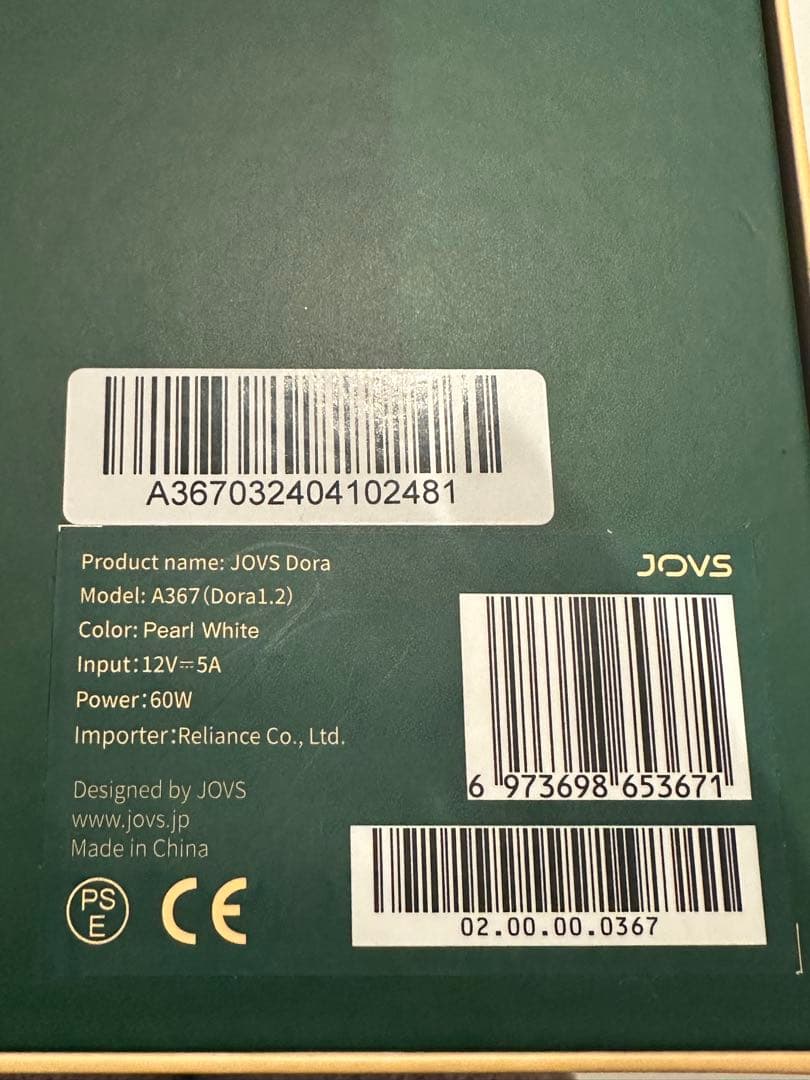 A367032404102481
Product name: JOVS Dora
JOVS
Model: A367(Dora1.2)
Color: Pearl White
Input:12V⎓5A
Power:60W
Importer:Reliance Co., Ltd.
6 973698 653671
Designed by JOVS
www.jovs.jp
Made in China
PS
E
CE
02.00.00.0367